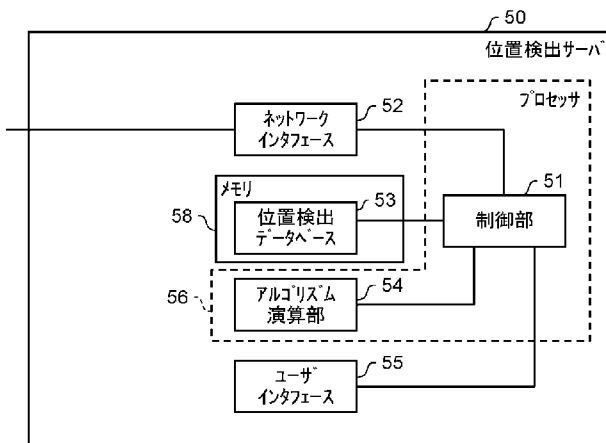 50
位置検出サーバ
プロセッサ
ネットワーク
インタフェース
52
51
制御部
メモリ
58
位置検出
データベース
53
56
アルゴリズム
演算部
54
ユーザ
インタフェース
55